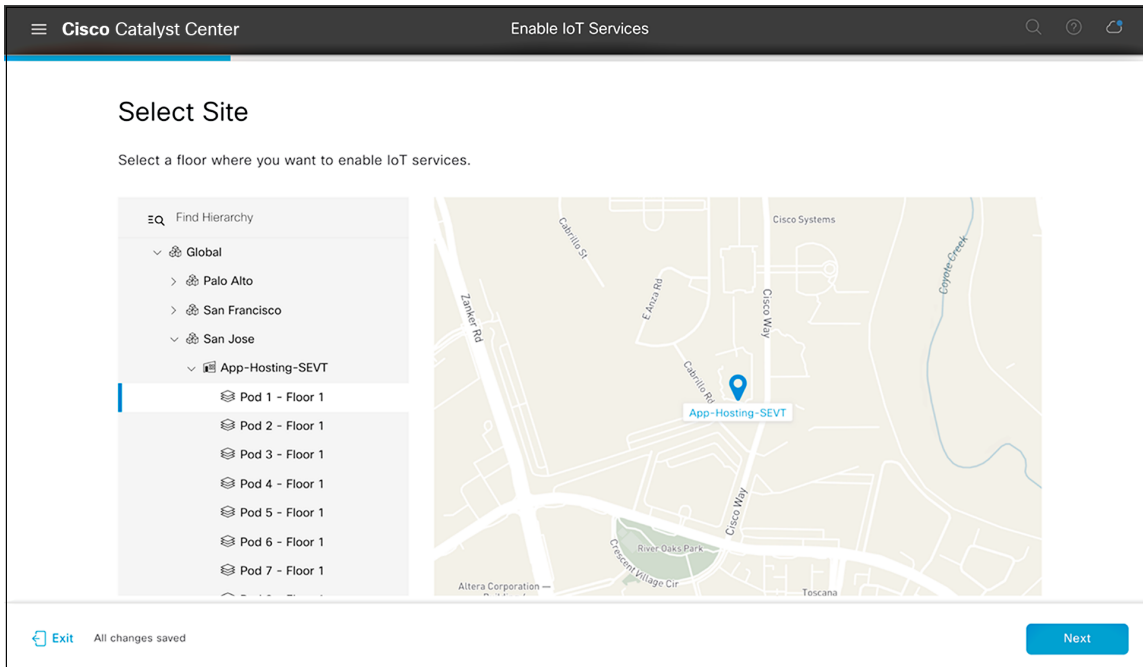 Cisco Catalyst Center
Enable IoT Services
Select Site
Select a floor where you want to enable IoT services.
Find Hierarchy
Global
Palo Alto
San Francisco
San Jose
App-Hosting-SEVT
Pod 1 - Floor 1
Pod 2 - Floor 1
Pod 3 - Floor 1
Pod 4 - Floor 1
Pod 5 - Floor 1
Pod 6 - Floor 1
Pod 7 - Floor 1
Cisco Systems
Cabrillo St
Coyote Creek
E Anza Rd
Zanker Rd
Cisco Way
Cabrillo Rd
App-Hosting-SEVT
Cisco Way
River Oaks Park
Crescent Village Cir
Altera Corporation —
Toscana
Exit
All changes saved
Next